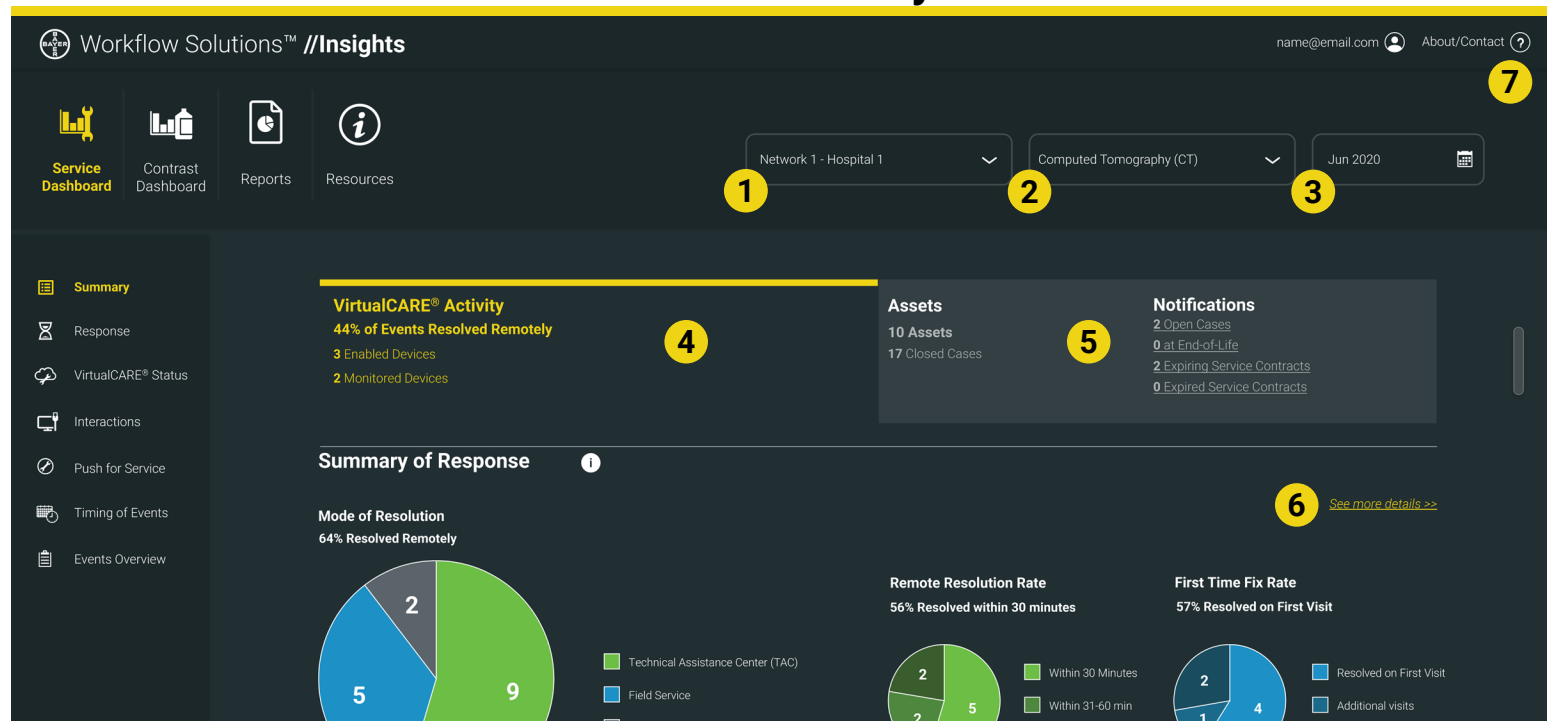 BAYER
Workflow Solutions™ //Insights
name@email.com
About/Contact ?
7
Service
Dashboard
Contrast
Dashboard
Reports
Resources
Network 1 - Hospital 1
Computed Tomography (CT)
Jun 2020
1
2
3
Summary
Response
VirtualCARE® Status
Interactions
Push for Service
Timing of Events
Events Overview
VirtualCARE® Activity
44% of Events Resolved Remotely
3 Enabled Devices
2 Monitored Devices
4
Assets
10 Assets
17 Closed Cases
5
Notifications
2 Open Cases
0 at End-of-Life
2 Expiring Service Contracts
0 Expired Service Contracts
Summary of Response
6
See more details >>
Mode of Resolution
64% Resolved Remotely
2
5
9
Technical Assistance Center (TAC)
Field Service
Remote Resolution Rate
56% Resolved within 30 minutes
2
2
5
Within 30 Minutes
Within 31-60 min
First Time Fix Rate
57% Resolved on First Visit
2
1
4
Resolved on First Visit
Additional visits